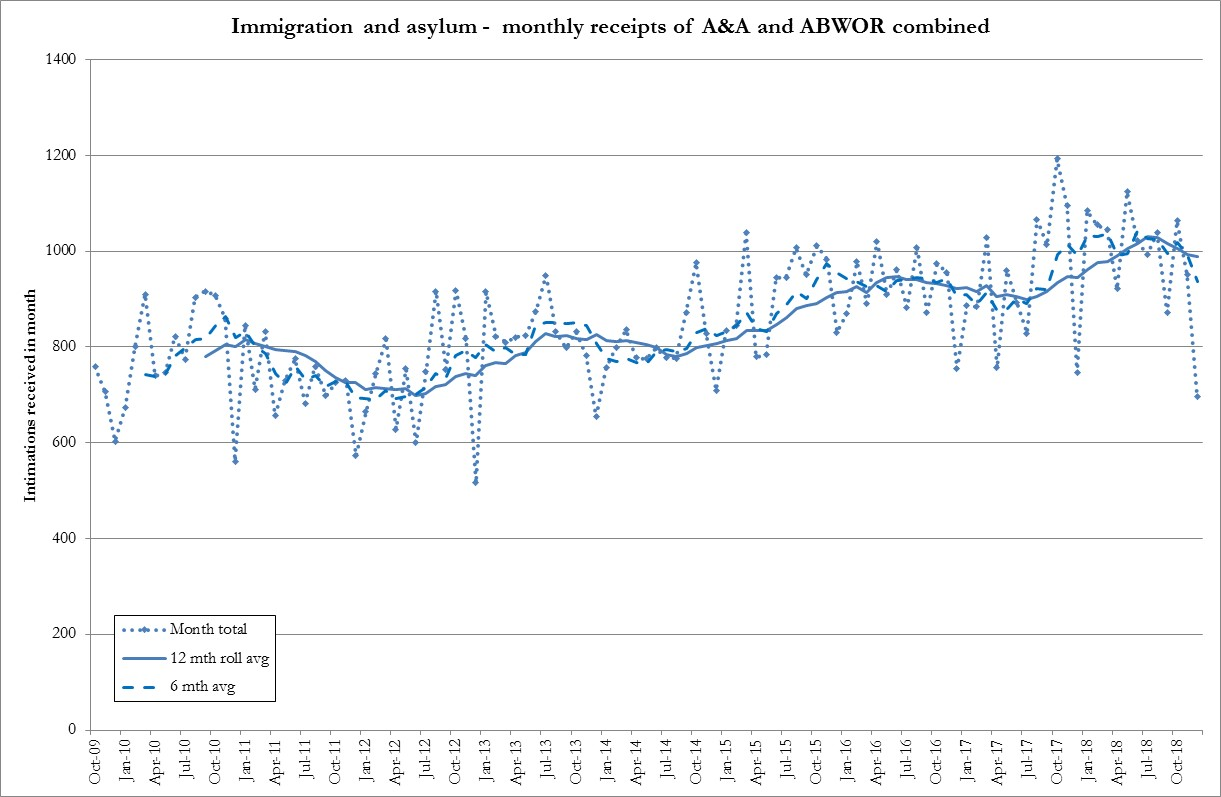 Immigration and asylum - monthly receipts of A&A and ABWOR combined
Intimations received in month
1400
1200
1000
800
600
400
200
0
Month total
12 mth roll avg
6 mth avg
Oct-09
Jan-10
Apr-10
Jul-10
Oct-10
Jan-11
Apr-11
Jul-11
Oct-11
Jan-12
Apr-12
Jul-12
Oct-12
Jan-13
Apr-13
Jul-13
Oct-13
Jan-14
Apr-14
Jul-14
Oct-14
Jan-15
Apr-15
Jul-15
Oct-15
Jan-16
Apr-16
Jul-16
Oct-16
Jan-17
Apr-17
Jul-17
Oct-17
Jan-18
Apr-18
Jul-18
Oct-18